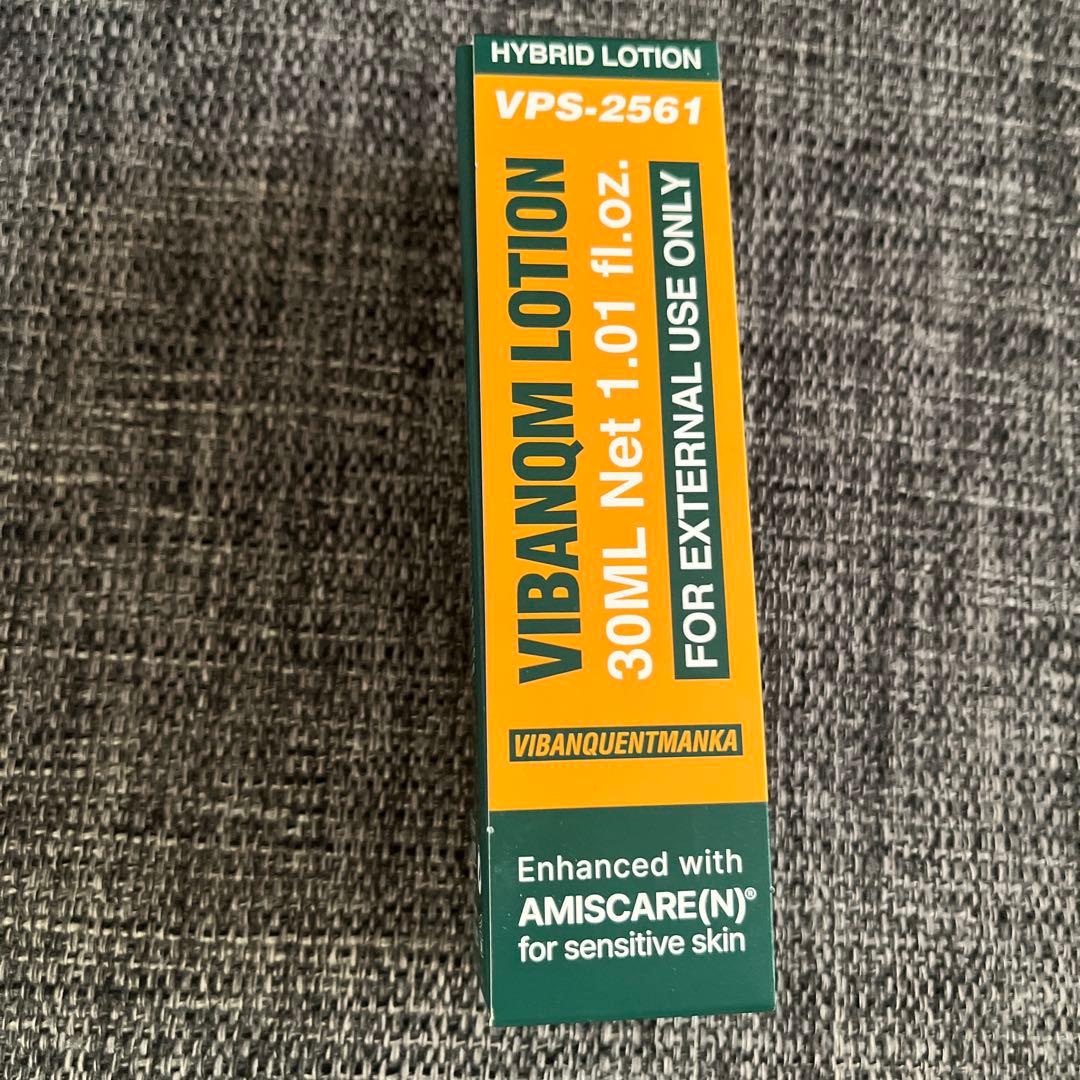 HYBRID LOTION
VPS-2561
VIBANQM LOTION
30ML Net 1.01 fl.oz.
FOR EXTERNAL USE ONLY
VIBANQUENTMANKA
Enhanced with
AMISCARE(N)®
for sensitive skin